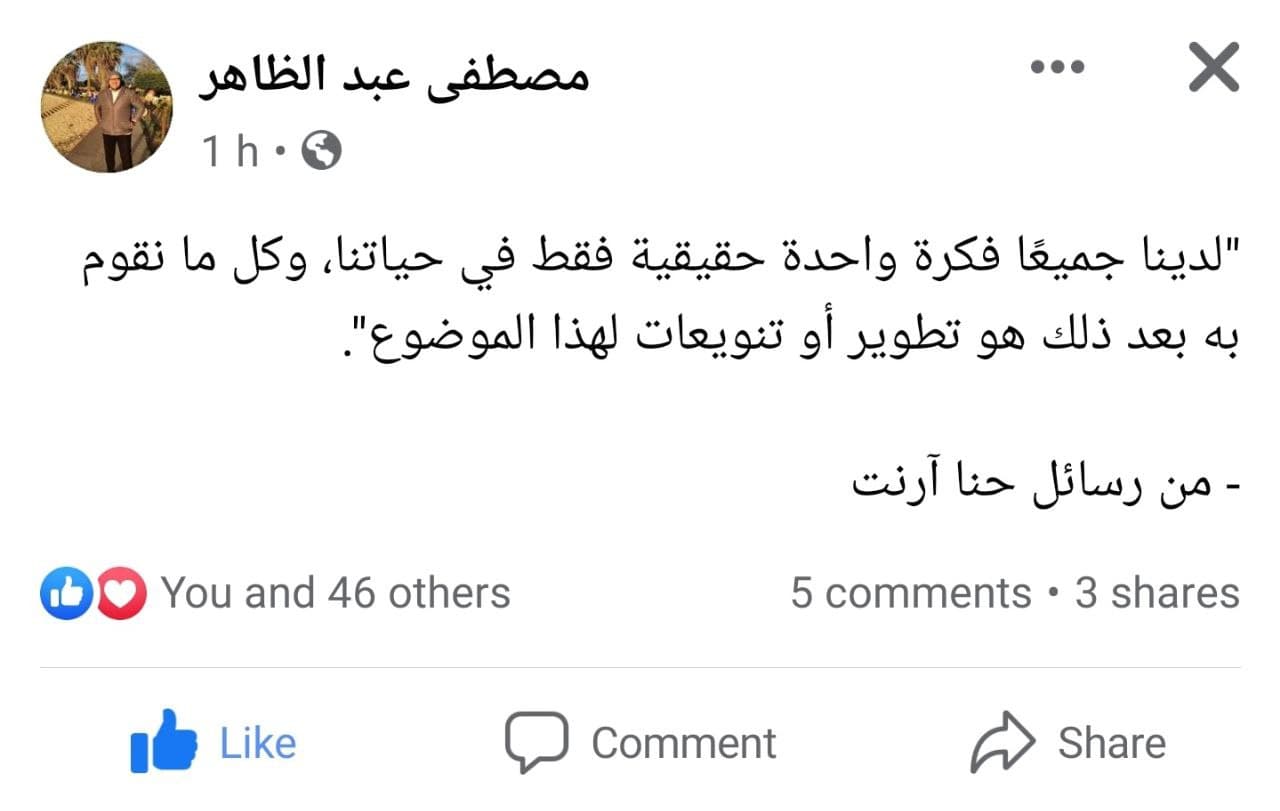 مصطفى عبد الظاهر
1 h •
"لدينا جميعًا فكرة واحدة حقيقية فقط في حياتنا، وكل ما نقوم
به بعد ذلك هو تطوير أو تنويعات لهذا الموضوع".
- من رسائل حنا آرنت
You and 46 others
5 comments • 3 shares
Like
Comment
Share